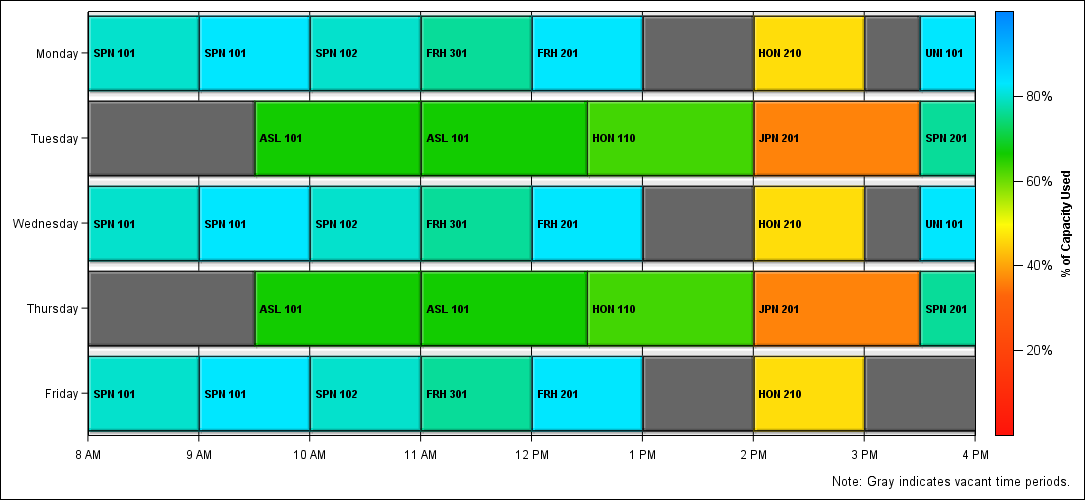 Monday SPN 101 SPN 101 SPN 102 FRH 301 FRH 201 HON 210 UNI 101
Tuesday ASL 101 ASL 101 HON 110 JPN 201 SPN 201
Wednesday SPN 101 SPN 101 SPN 102 FRH 301 FRH 201 HON 210 UNI 101
Thursday ASL 101 ASL 101 HON 110 JPN 201 SPN 201
Friday SPN 101 SPN 101 SPN 102 FRH 301 FRH 201 HON 210
8 AM 9 AM 10 AM 11 AM 12 PM 1 PM 2 PM 3 PM 4 PM
80%
60%
40%
20%
% of Capacity Used
Note: Gray indicates vacant time periods.